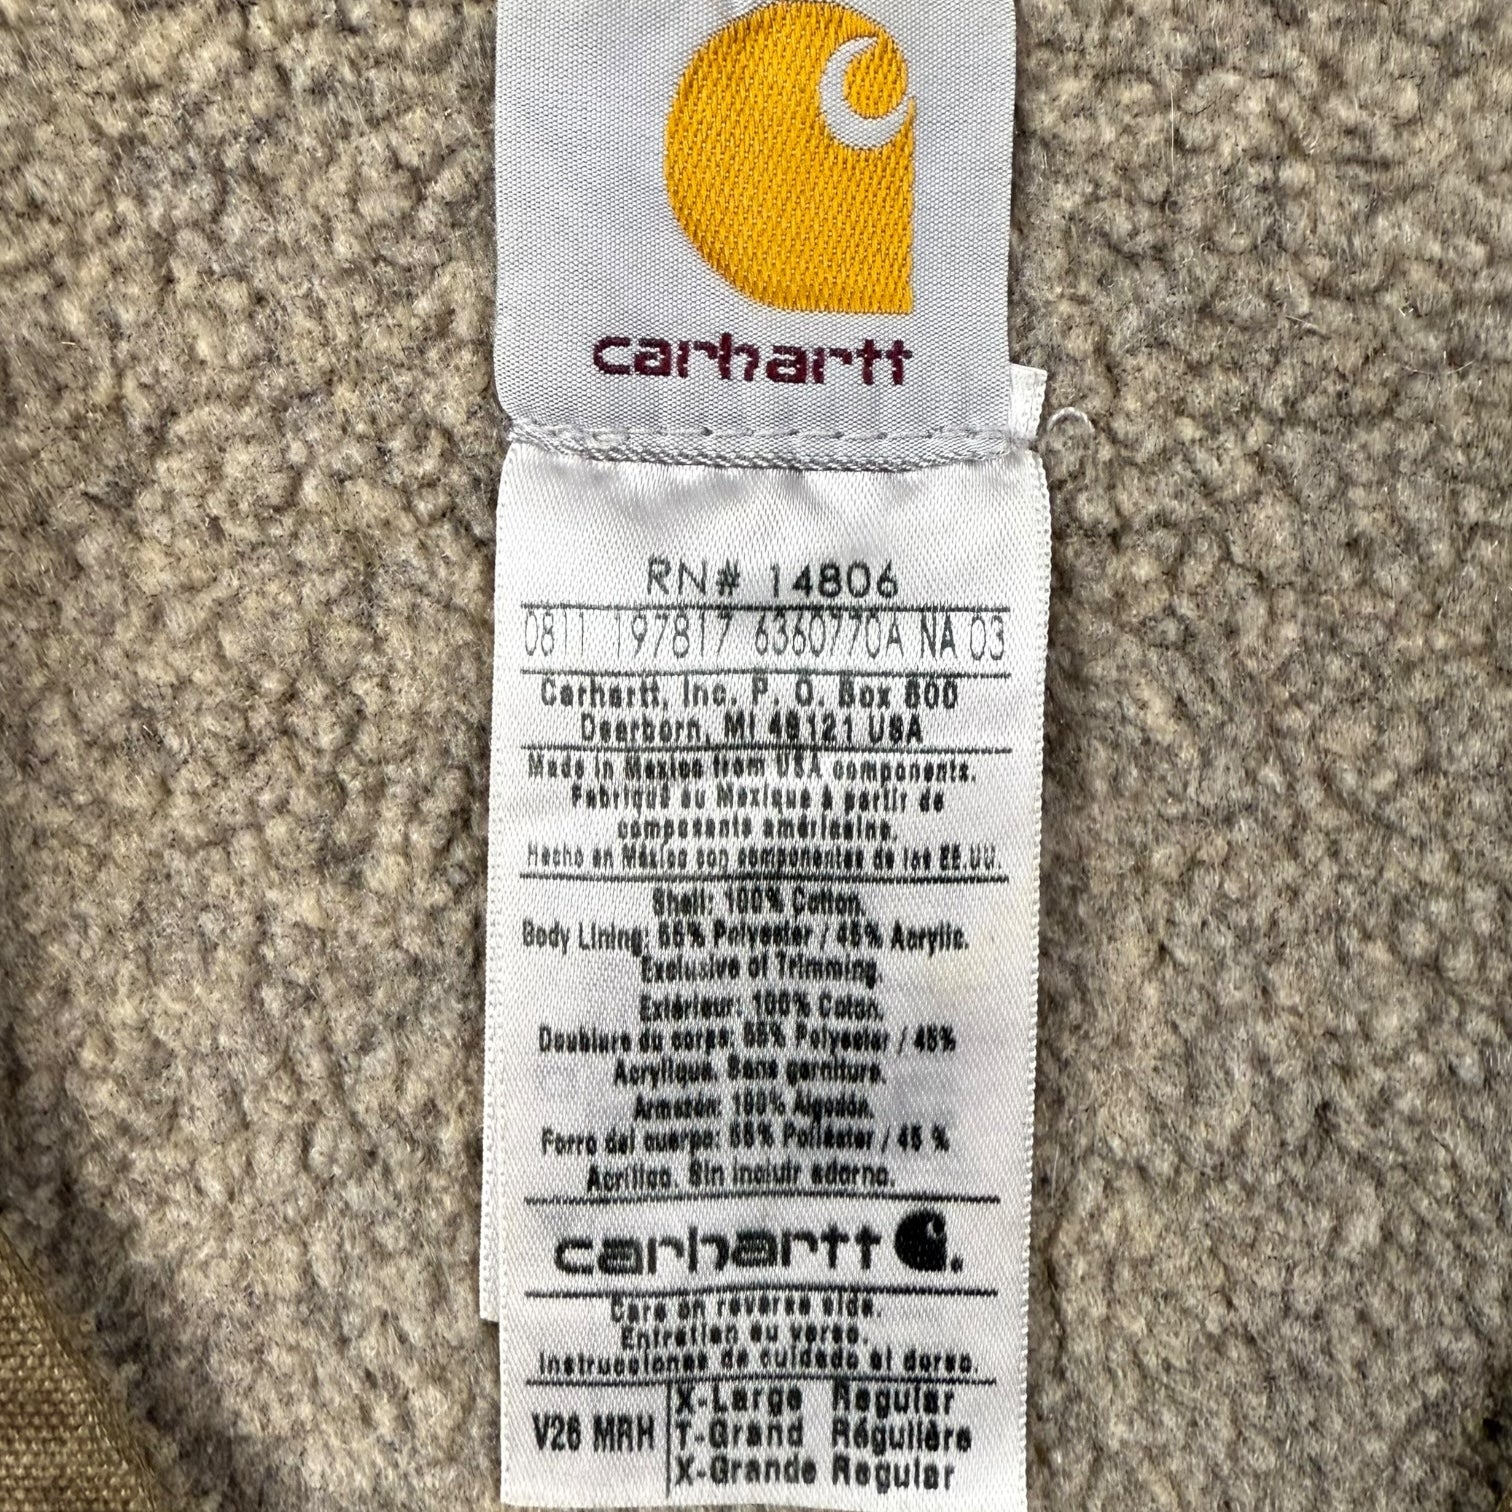 carhartt
RN# 14806
0811 197817 6360770A NA 03
Carhartt, Inc. P. O. Box 600
Dearborn, MI 48121 USA
Made in Mexico from USA components.
Fabriqué au Mexique à partir de
composants américains.
Hecho en México con componentes de los EE.UU.
Shell: 100% Cotton.
Body Lining: 55% Polyester / 45% Acrylic.
Exclusive of Trimming
Extérieur: 100% Coton.
Doublure du corps: 55% Polyester / 45%
Acrylique. Sans garniture.
Armazón: 100% Algodón.
Forro del cuerpo: 55% Poliéster / 45 %
Acrílico. Sin incluir adorno.
carhartt
Care on reverse side.
Entretien au verso.
Instrucciones de cuidado al dorso.
V26 MRH
X-Large Regular
T-Grand Régulière
X-Grande Regular